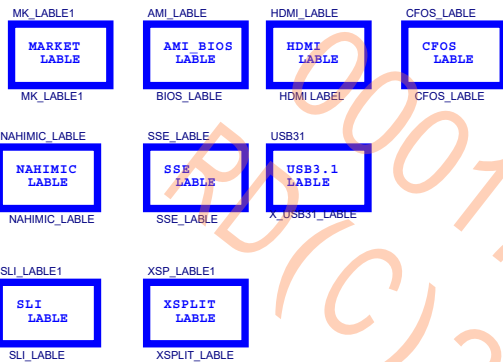 MK_LABLE1 AMI_LABLE HDMI_LABLE CFOS_LABLE
MARKET AMI_BIOS HDMI CFOS
LABLE LABLE LABLE LABLE
MK_LABLE1 BIOS_LABLE HDMI LABEL CFOS_LABLE
NAHIMIC_LABLE SSE_LABLE USB31
NAHIMIC SSE USB3.1
LABLE LABLE LABLE
NAHIMIC_LABLE SSE_LABLE X_USB31_LABLE
SLI_LABLE1 XSP_LABLE1
SLI XSPLIT
LABLE LABLE
SLI_LABLE XSPLIT_LABLE